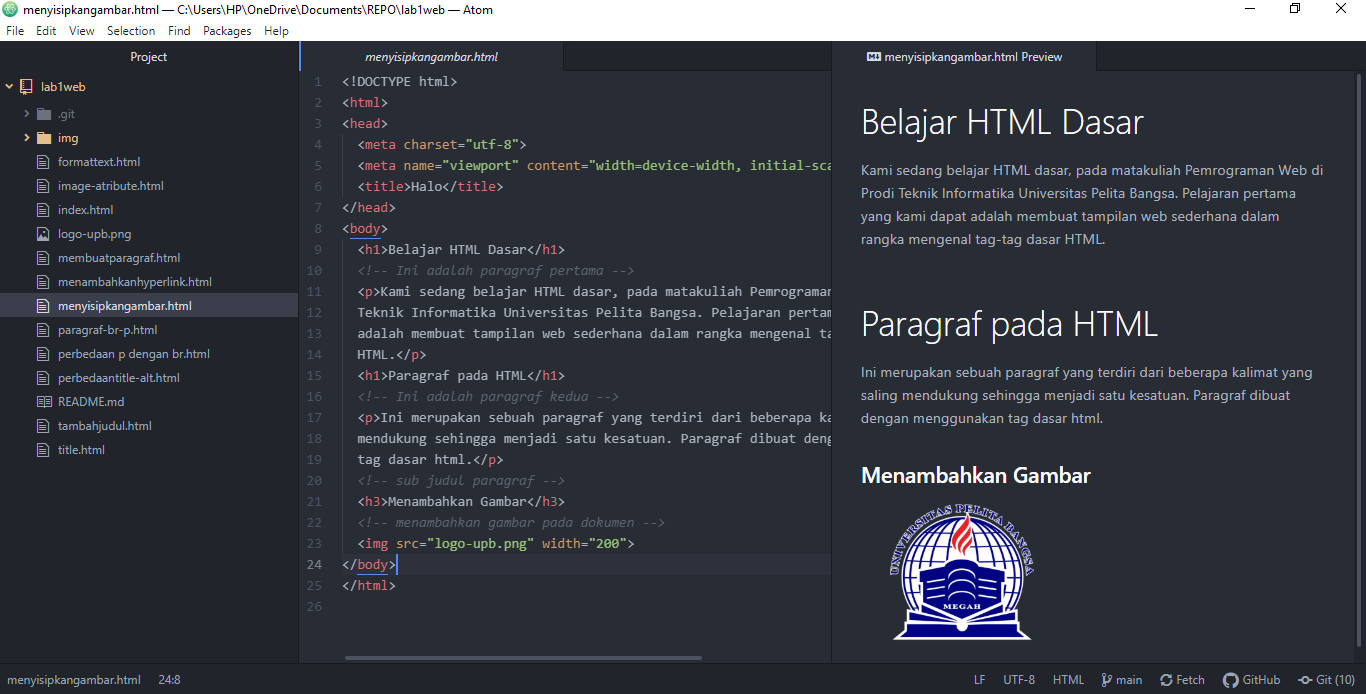 menyisipkangambar.html — C:\Users\HP\OneDrive\Documents\REPO\lab1web — Atom
File Edit View Selection Find Packages Help
Project
lab1web
.git
img
formattext.html
image-atribute.html
index.html
logo-upb.png
membuatparagraf.html
menambahkanhyperlink.html
menyisipkangambar.html
paragraf-br-p.html
perbedaan p dengan br.html
perbedaantitle-alt.html
README.md
tambahjudul.html
title.html
menyisipkangambar.html
1 <!DOCTYPE html>
2 <html>
3 <head>
4 <meta charset="utf-8">
5 <meta name="viewport" content="width=device-width, initial-sca
6 <title>Halo</title>
7 </head>
8 <body>
9 <h1>Belajar HTML Dasar</h1>
10 <!-- Ini adalah paragraf pertama -->
11 <p>Kami sedang belajar HTML dasar, pada matakuliah Pemrograman
12 Teknik Informatika Universitas Pelita Bangsa. Pelajaran pertam
13 adalah membuat tampilan web sederhana dalam rangka mengenal ta
14 HTML.</p>
15 <h1>Paragraf pada HTML</h1>
16 <!-- Ini adalah paragraf kedua -->
17 <p>Ini merupakan sebuah paragraf yang terdiri dari beberapa ka
18 mendukung sehingga menjadi satu kesatuan. Paragraf dibuat deng
19 tag dasar html.</p>
20 <!-- sub judul paragraf -->
21 <h3>Menambahkan Gambar</h3>
22 <!-- menambahkan gambar pada dokumen -->
23 <img src="logo-upb.png" width="200">
24 </body>
25 </html>
26
menyisipkangambar.html Preview
Belajar HTML Dasar
Kami sedang belajar HTML dasar, pada matakuliah Pemrograman Web di
Prodi Teknik Informatika Universitas Pelita Bangsa. Pelajaran pertama
yang kami dapat adalah membuat tampilan web sederhana dalam
rangka mengenal tag-tag dasar HTML.
Paragraf pada HTML
Ini merupakan sebuah paragraf yang terdiri dari beberapa kalimat yang
saling mendukung sehingga menjadi satu kesatuan. Paragraf dibuat
dengan menggunakan tag dasar html.
Menambahkan Gambar
UNIVERSITAS PELITA BANGSA
MEGAH
menyisipkangambar.html 24:8
LF UTF-8 HTML main Fetch GitHub Git (10)